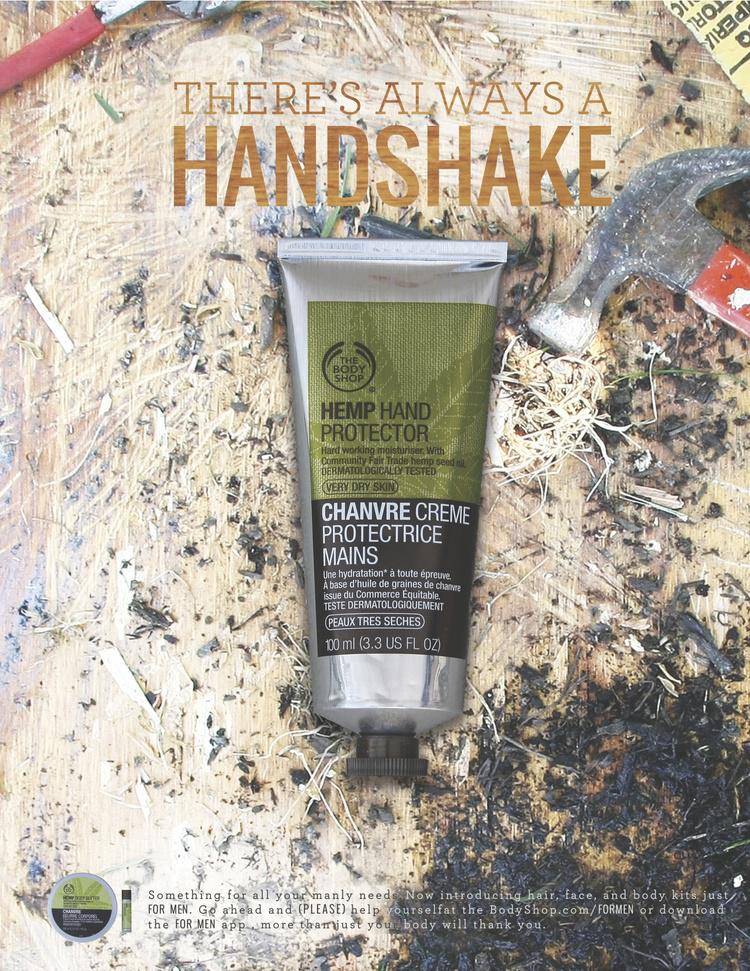 THERE'S ALWAYS A
HANDSHAKE
THE
BODY
SHOP
HEMP HAND
PROTECTOR
Hard working moisturiser. With
Community Fair Trade hemp seed oil.
DERMATOLOGICALLY TESTED
VERY DRY SKIN
CHANVRE CREME
PROTECTRICE
MAINS
Une hydratation* à toute épreuve.
À base d'huile de graines de chanvre
issue du Commerce Équitable.
TESTE DERMATOLOGIQUEMENT
PEAUX TRES SECHES
100 ml (3.3 US FL OZ)
HEMP BODY BUTTER
CHANVRE
BEURRE CORPOREL
Something for all your manly needs. Now introducing hair, face, and body kits just
FOR MEN. Go ahead and (PLEASE) help yourselfat the BodyShop.com/FORMEN or download
the FOR MEN app., more than just you body will thank you.